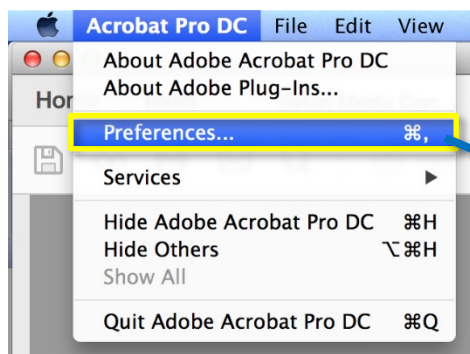 Acrobat Pro DC File Edit View
About Adobe Acrobat Pro DC
About Adobe Plug-Ins...
Hor
Preferences... ⌘,
Services ▶
Hide Adobe Acrobat Pro DC ⌘H
Hide Others ⌥⌘H
Show All
Quit Adobe Acrobat Pro DC ⌘Q